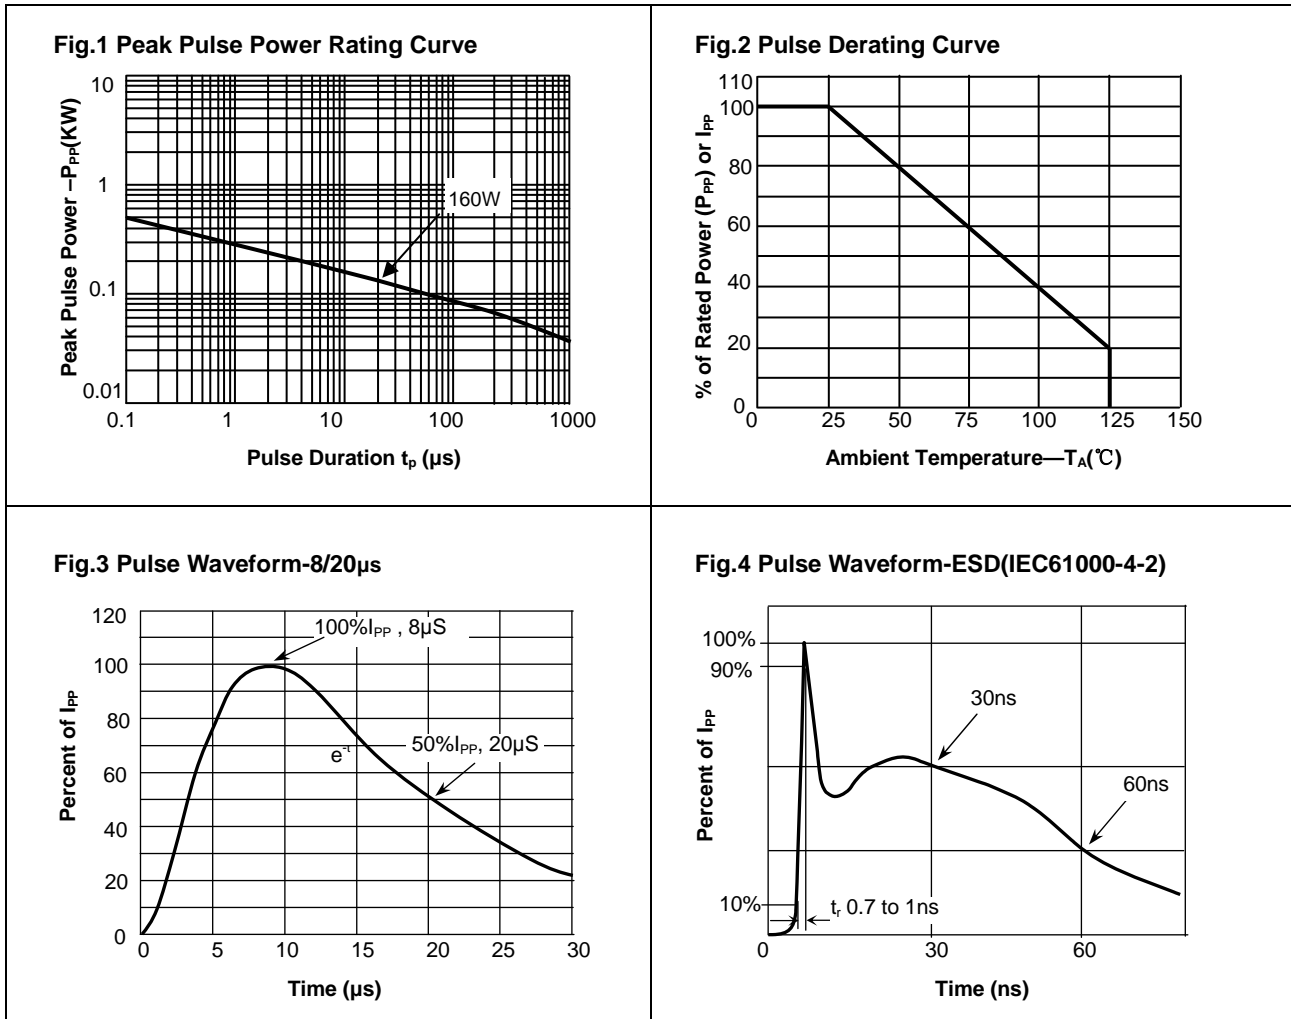 Fig.1 Peak Pulse Power Rating Curve
Peak Pulse Power –PPP(KW)
10
1
0.1
0.01
160W
0.1 1 10 100 1000
Pulse Duration tp (μs)
Fig.2 Pulse Derating Curve
% of Rated Power (PPP) or IPP
110
100
80
60
40
20
0
0 25 50 75 100 125 150
Ambient Temperature—TA(℃)
Fig.3 Pulse Waveform-8/20μs
Percent of IPP
120
100
80
60
40
20
0
100%IPP , 8μS
e-t
50%IPP, 20μS
0 5 10 15 20 25 30
Time (μs)
Fig.4 Pulse Waveform-ESD(IEC61000-4-2)
Percent of IPP
100%
90%
10%
30ns
60ns
tr 0.7 to 1ns
0 30 60
Time (ns)